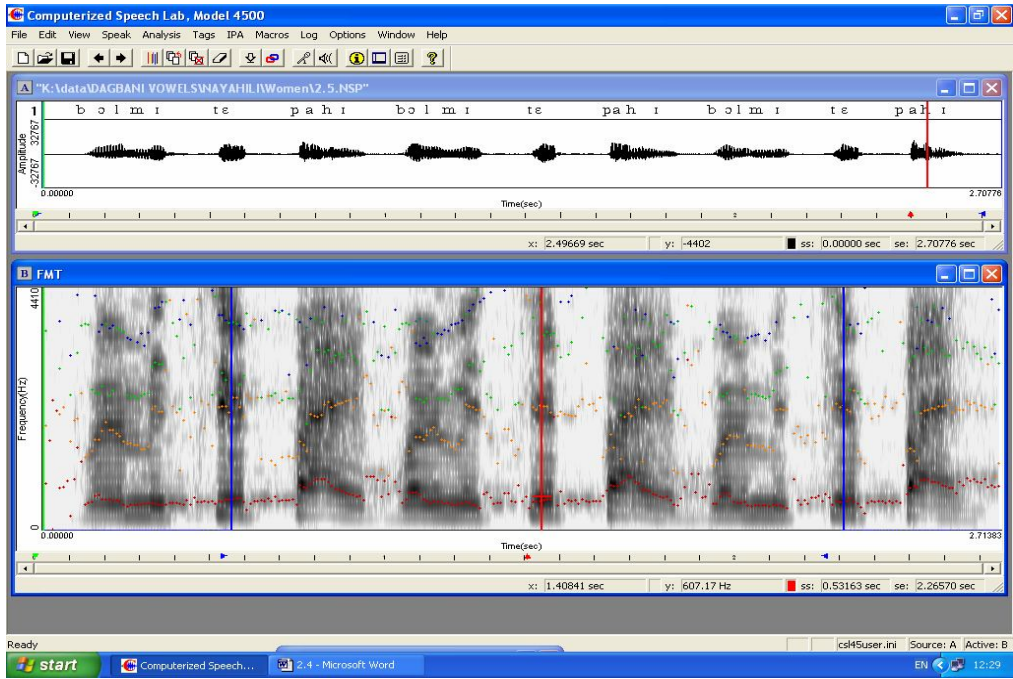 Computerized Speech Lab, Model 4500
File Edit View Speak Analysis Tags IPA Macros Log Options Window Help
A "K:\data\DAGBANI VOWELS\NAYAHILI\Women\2.5.NSP"
1 b ɔ l m ɪ t ɛ p a h ɪ b ɔ l m ɪ t ɛ p a h ɪ b ɔ l m ɪ t ɛ p a h ɪ
Amplitude
-32767 32767
0.00000 2.70776
Time(sec)
x: 2.49669 sec y: -4402 ss: 0.00000 sec se: 2.70776 sec
B FMT
4410
Frequency(Hz)
0
0.00000 2.71383
Time(sec)
x: 1.40841 sec y: 607.17 Hz ss: 0.53163 sec se: 2.26570 sec
Ready csl45user.ini Source: A Active: B
start Computerized Speech... 2.4 - Microsoft Word EN 12:29